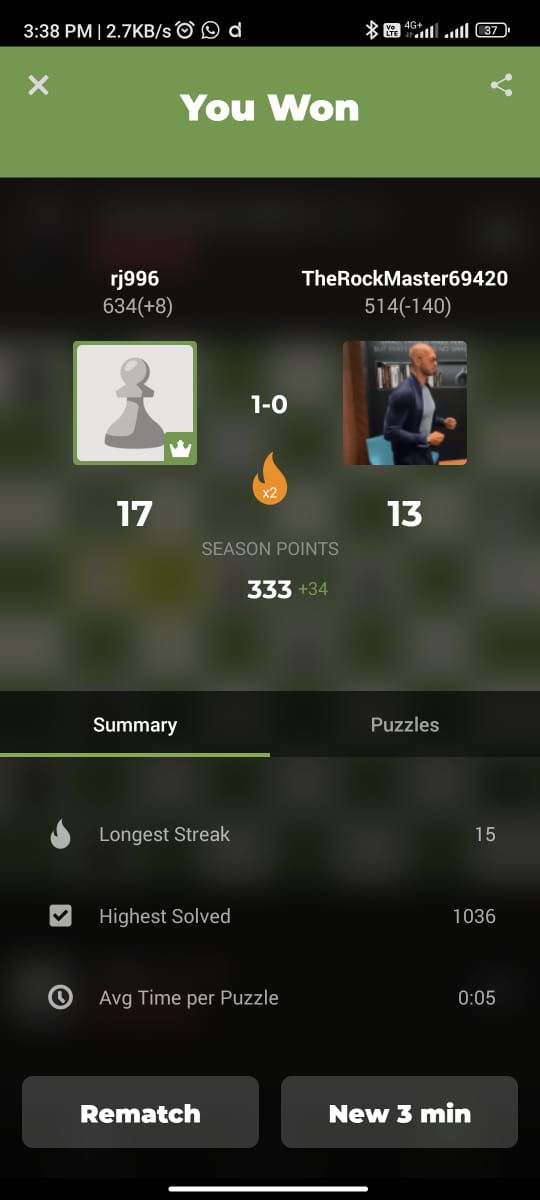 3:38 PM | 2.7KB/s d Vo LTE 4G+ 37
You Won
rj996 TheRockMaster69420
634(+8) 514(-140)
1-0
x2
17 13
SEASON POINTS
333 +34
Summary Puzzles
Longest Streak 15
Highest Solved 1036
Avg Time per Puzzle 0:05
Rematch New 3 min